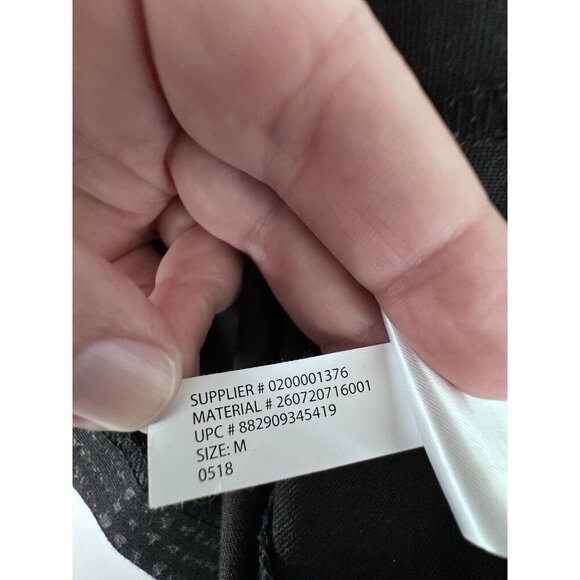 SUPPLIER # 0200001376
MATERIAL # 260720716001
UPC # 882909345419
SIZE: M
0518